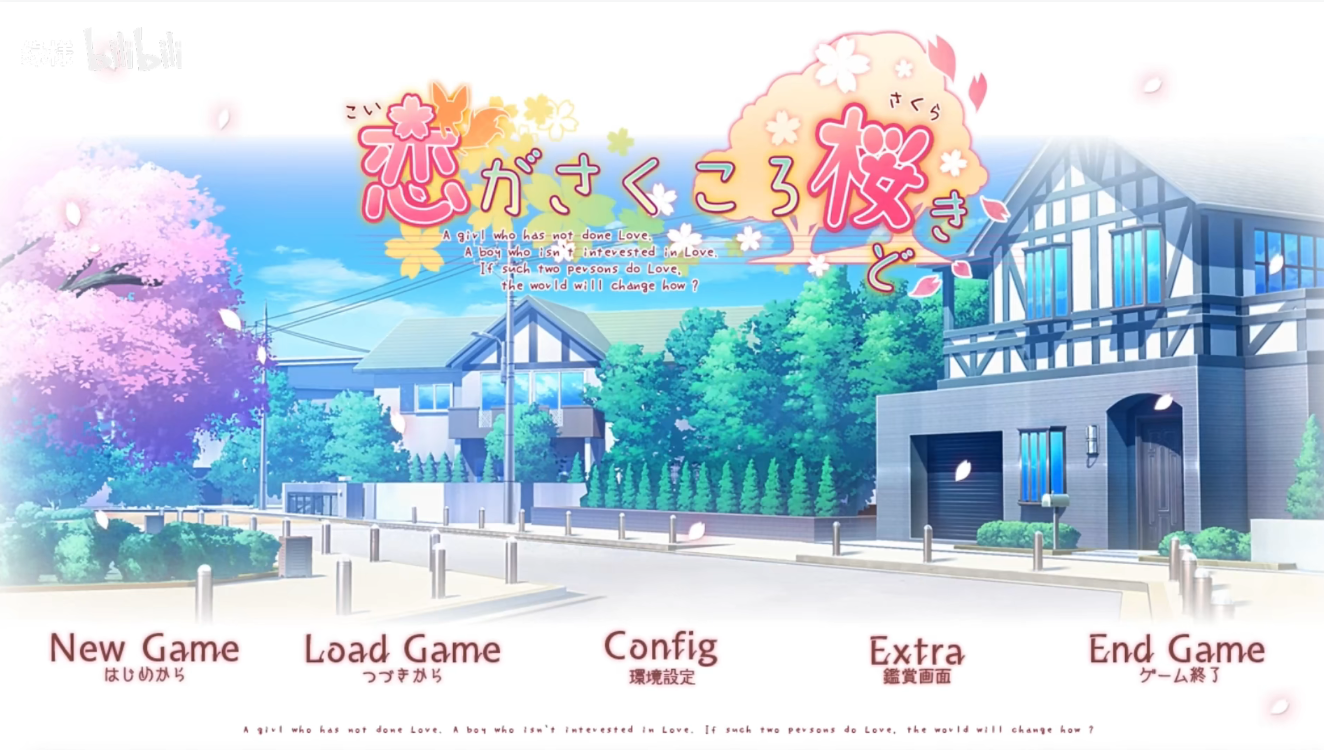 bilibili
こい
さくら
恋がさくころ桜どき
A girl who has not done Love.
A boy who isn't interested in Love.
If such two persons do Love,
the world will change how ?
New Game
はじめから
Load Game
つづきから
Config
環境設定
Extra
鑑賞画面
End Game
ゲーム終了
A girl who has not done Love. A boy who isn't interested in Love. If such two persons do Love, the world will change how ?